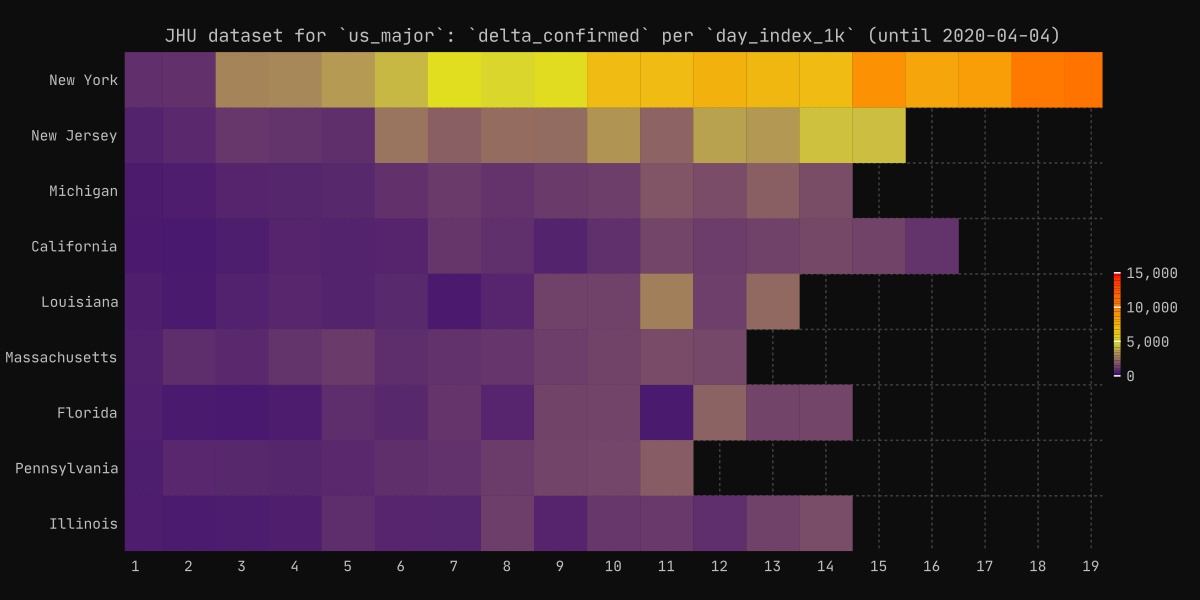 JHU dataset for `us_major`: `delta_confirmed` per `day_index_1k` (until 2020-04-04)
New York
New Jersey
Michigan
California
Louisiana
Massachusetts
Florida
Pennsylvania
Illinois
15,000
10,000
5,000
0
1 2 3 4 5 6 7 8 9 10 11 12 13 14 15 16 17 18 19